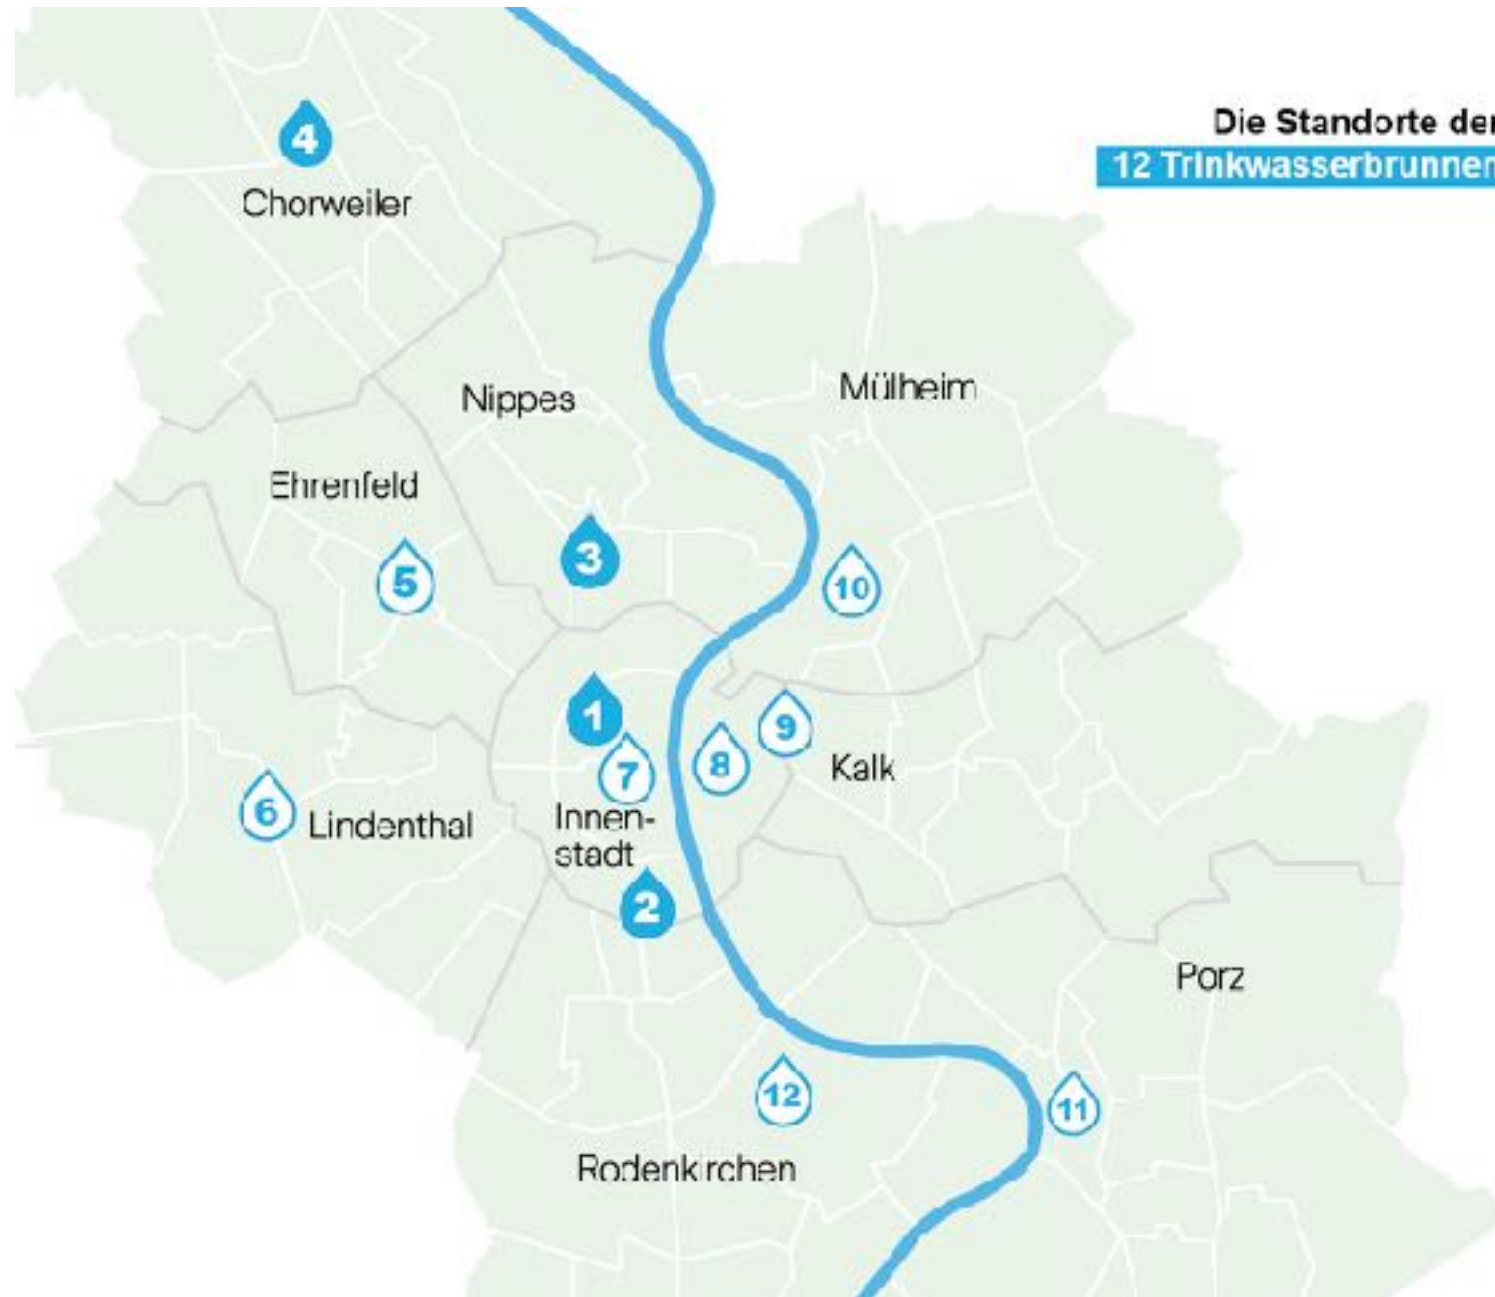 Die Standorte der
12 Trinkwasserbrunnen
4
Chorweiler
Nippes
Mülheim
Ehrenfeld
3
5
10
1
9
7
8
Kalk
6
Lindenthal
Innen-
stadt
2
Porz
12
11
Rodenkirchen